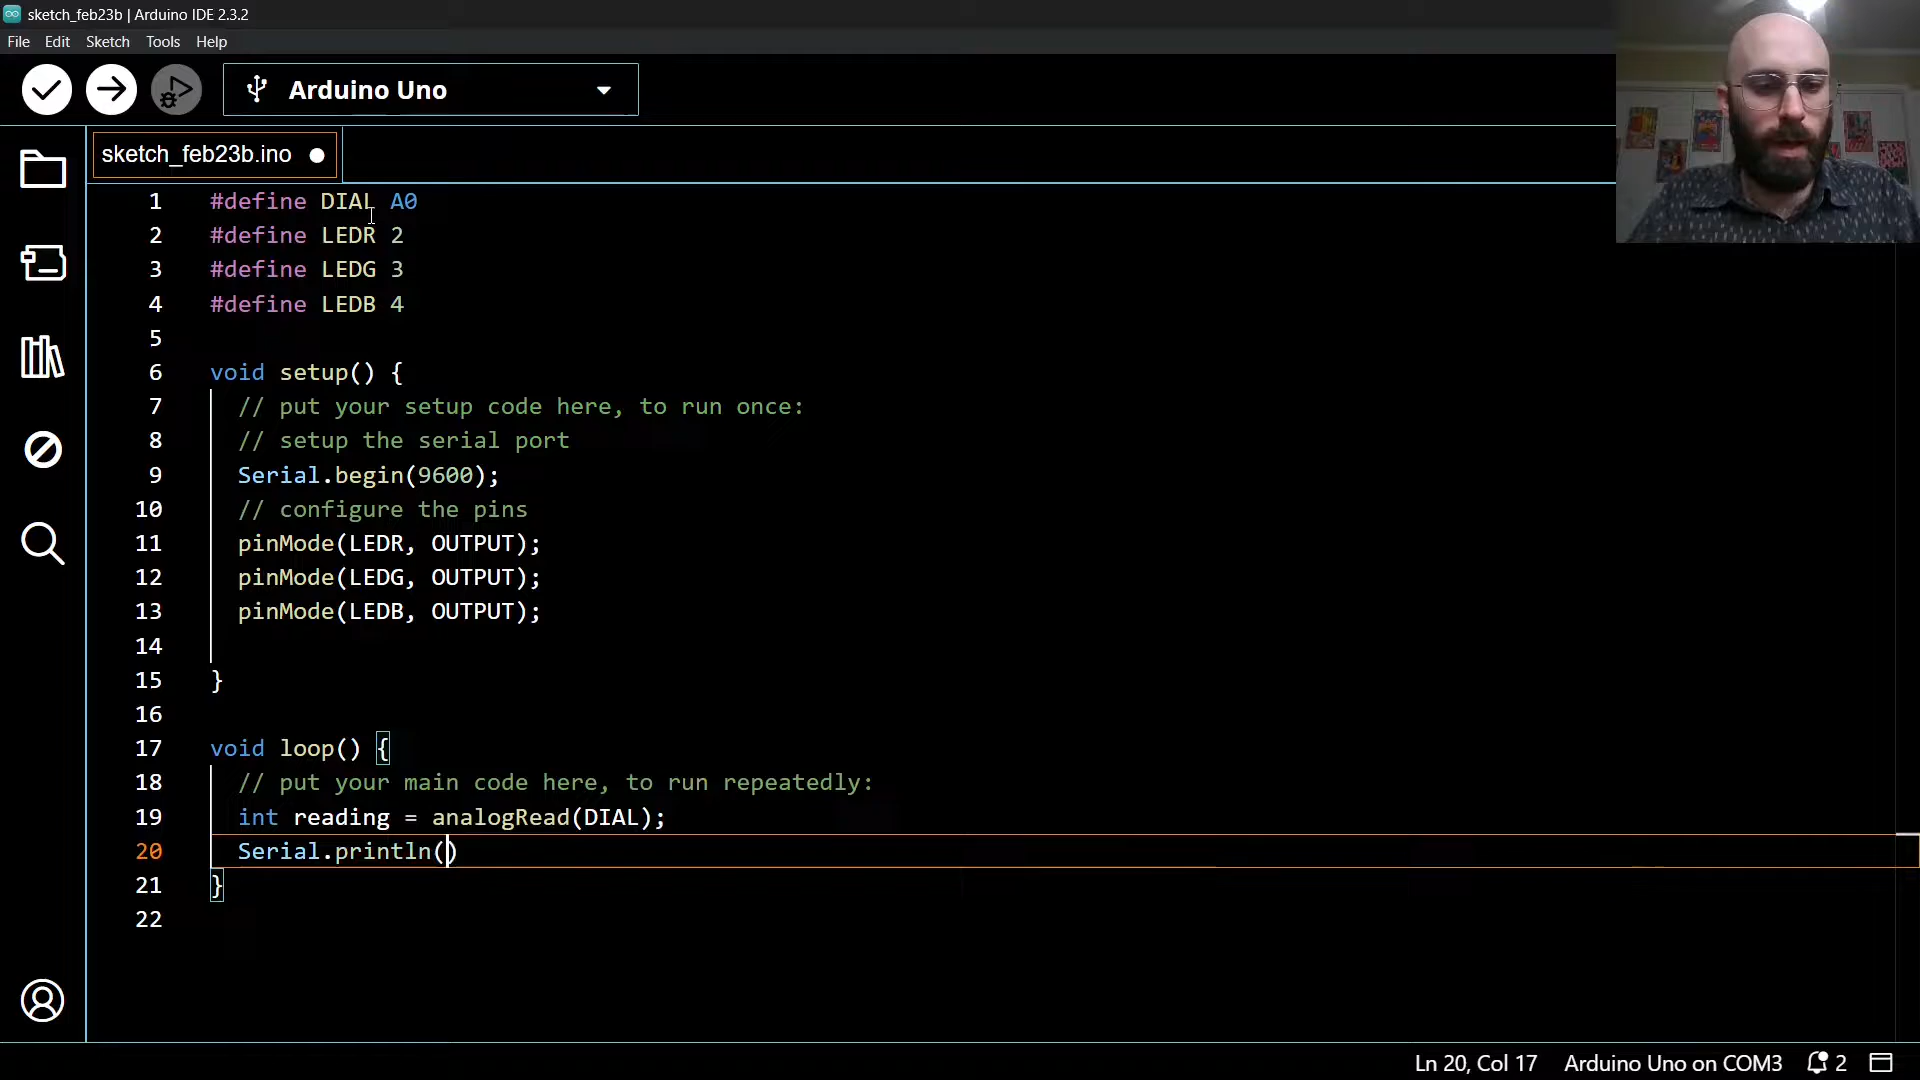 sketch_feb23b | Arduino IDE 2.3.2
File Edit Sketch Tools Help
Arduino Uno
sketch_feb23b.ino
1 #define DIAL A0
2 #define LEDR 2
3 #define LEDG 3
4 #define LEDB 4
5
6 void setup() {
7 // put your setup code here, to run once:
8 // setup the serial port
9 Serial.begin(9600);
10 // configure the pins
11 pinMode(LEDR, OUTPUT);
12 pinMode(LEDG, OUTPUT);
13 pinMode(LEDB, OUTPUT);
14
15 }
16
17 void loop() {
18 // put your main code here, to run repeatedly:
19 int reading = analogRead(DIAL);
20 Serial.println()
21 }
22
Ln 20, Col 17 Arduino Uno on COM3 2